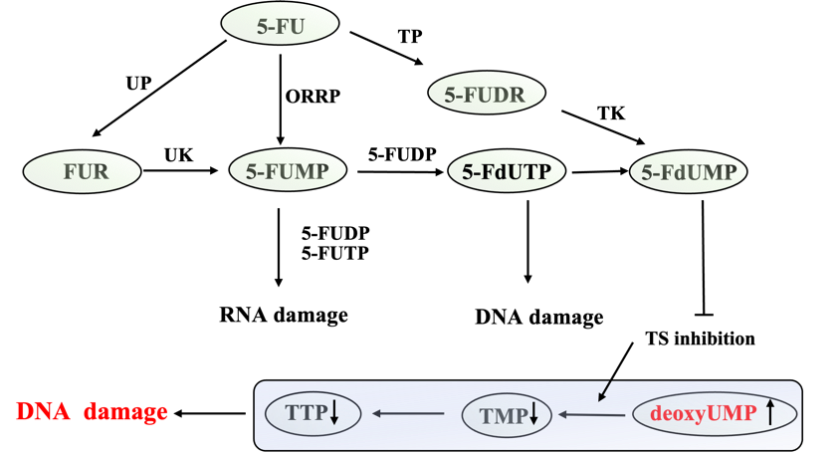 5-FU
TP
UP
ORRP
5-FUDR
TK
FUR
UK
5-FUMP
5-FUDP
5-FdUTP
5-FdUMP
5-FUDP
5-FUTP
RNA damage
DNA damage
TS inhibition
DNA damage
TTP↓
TMP↓
deoxyUMP ↑